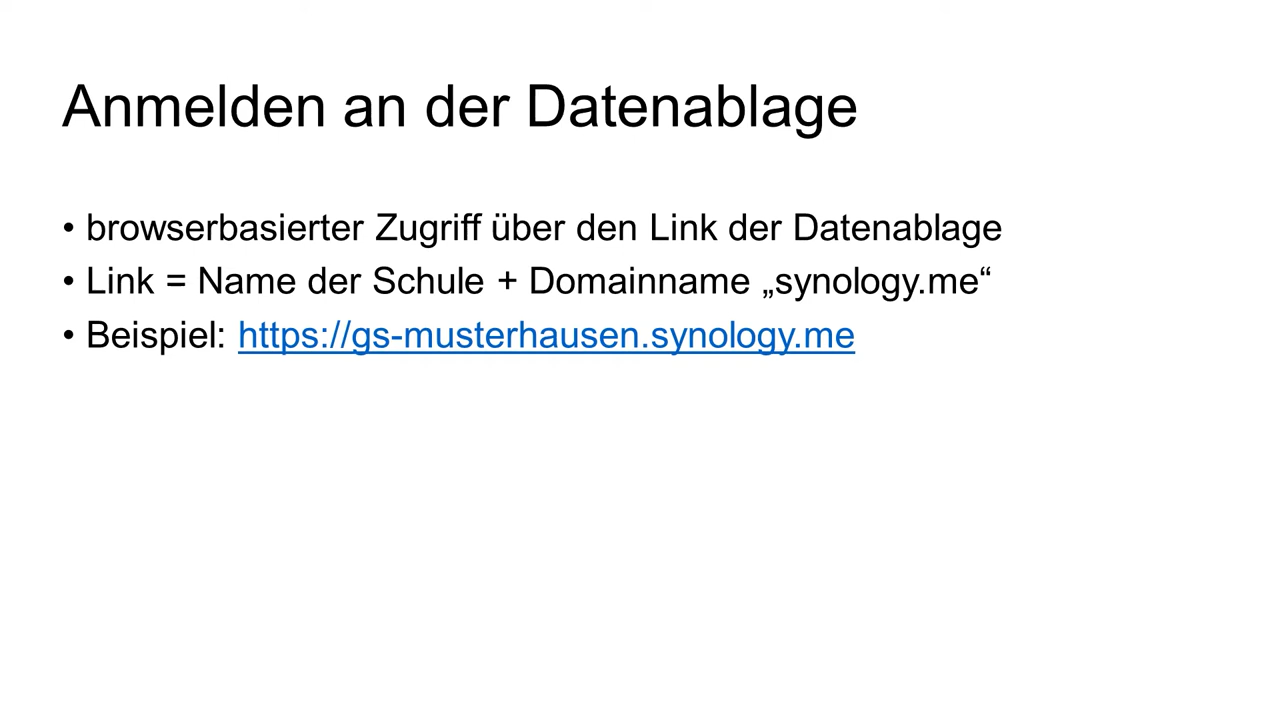 Anmelden an der Datenablage
• browserbasierter Zugriff über den Link der Datenablage
• Link = Name der Schule + Domainname „synology.me“
• Beispiel: https://gs-musterhausen.synology.me